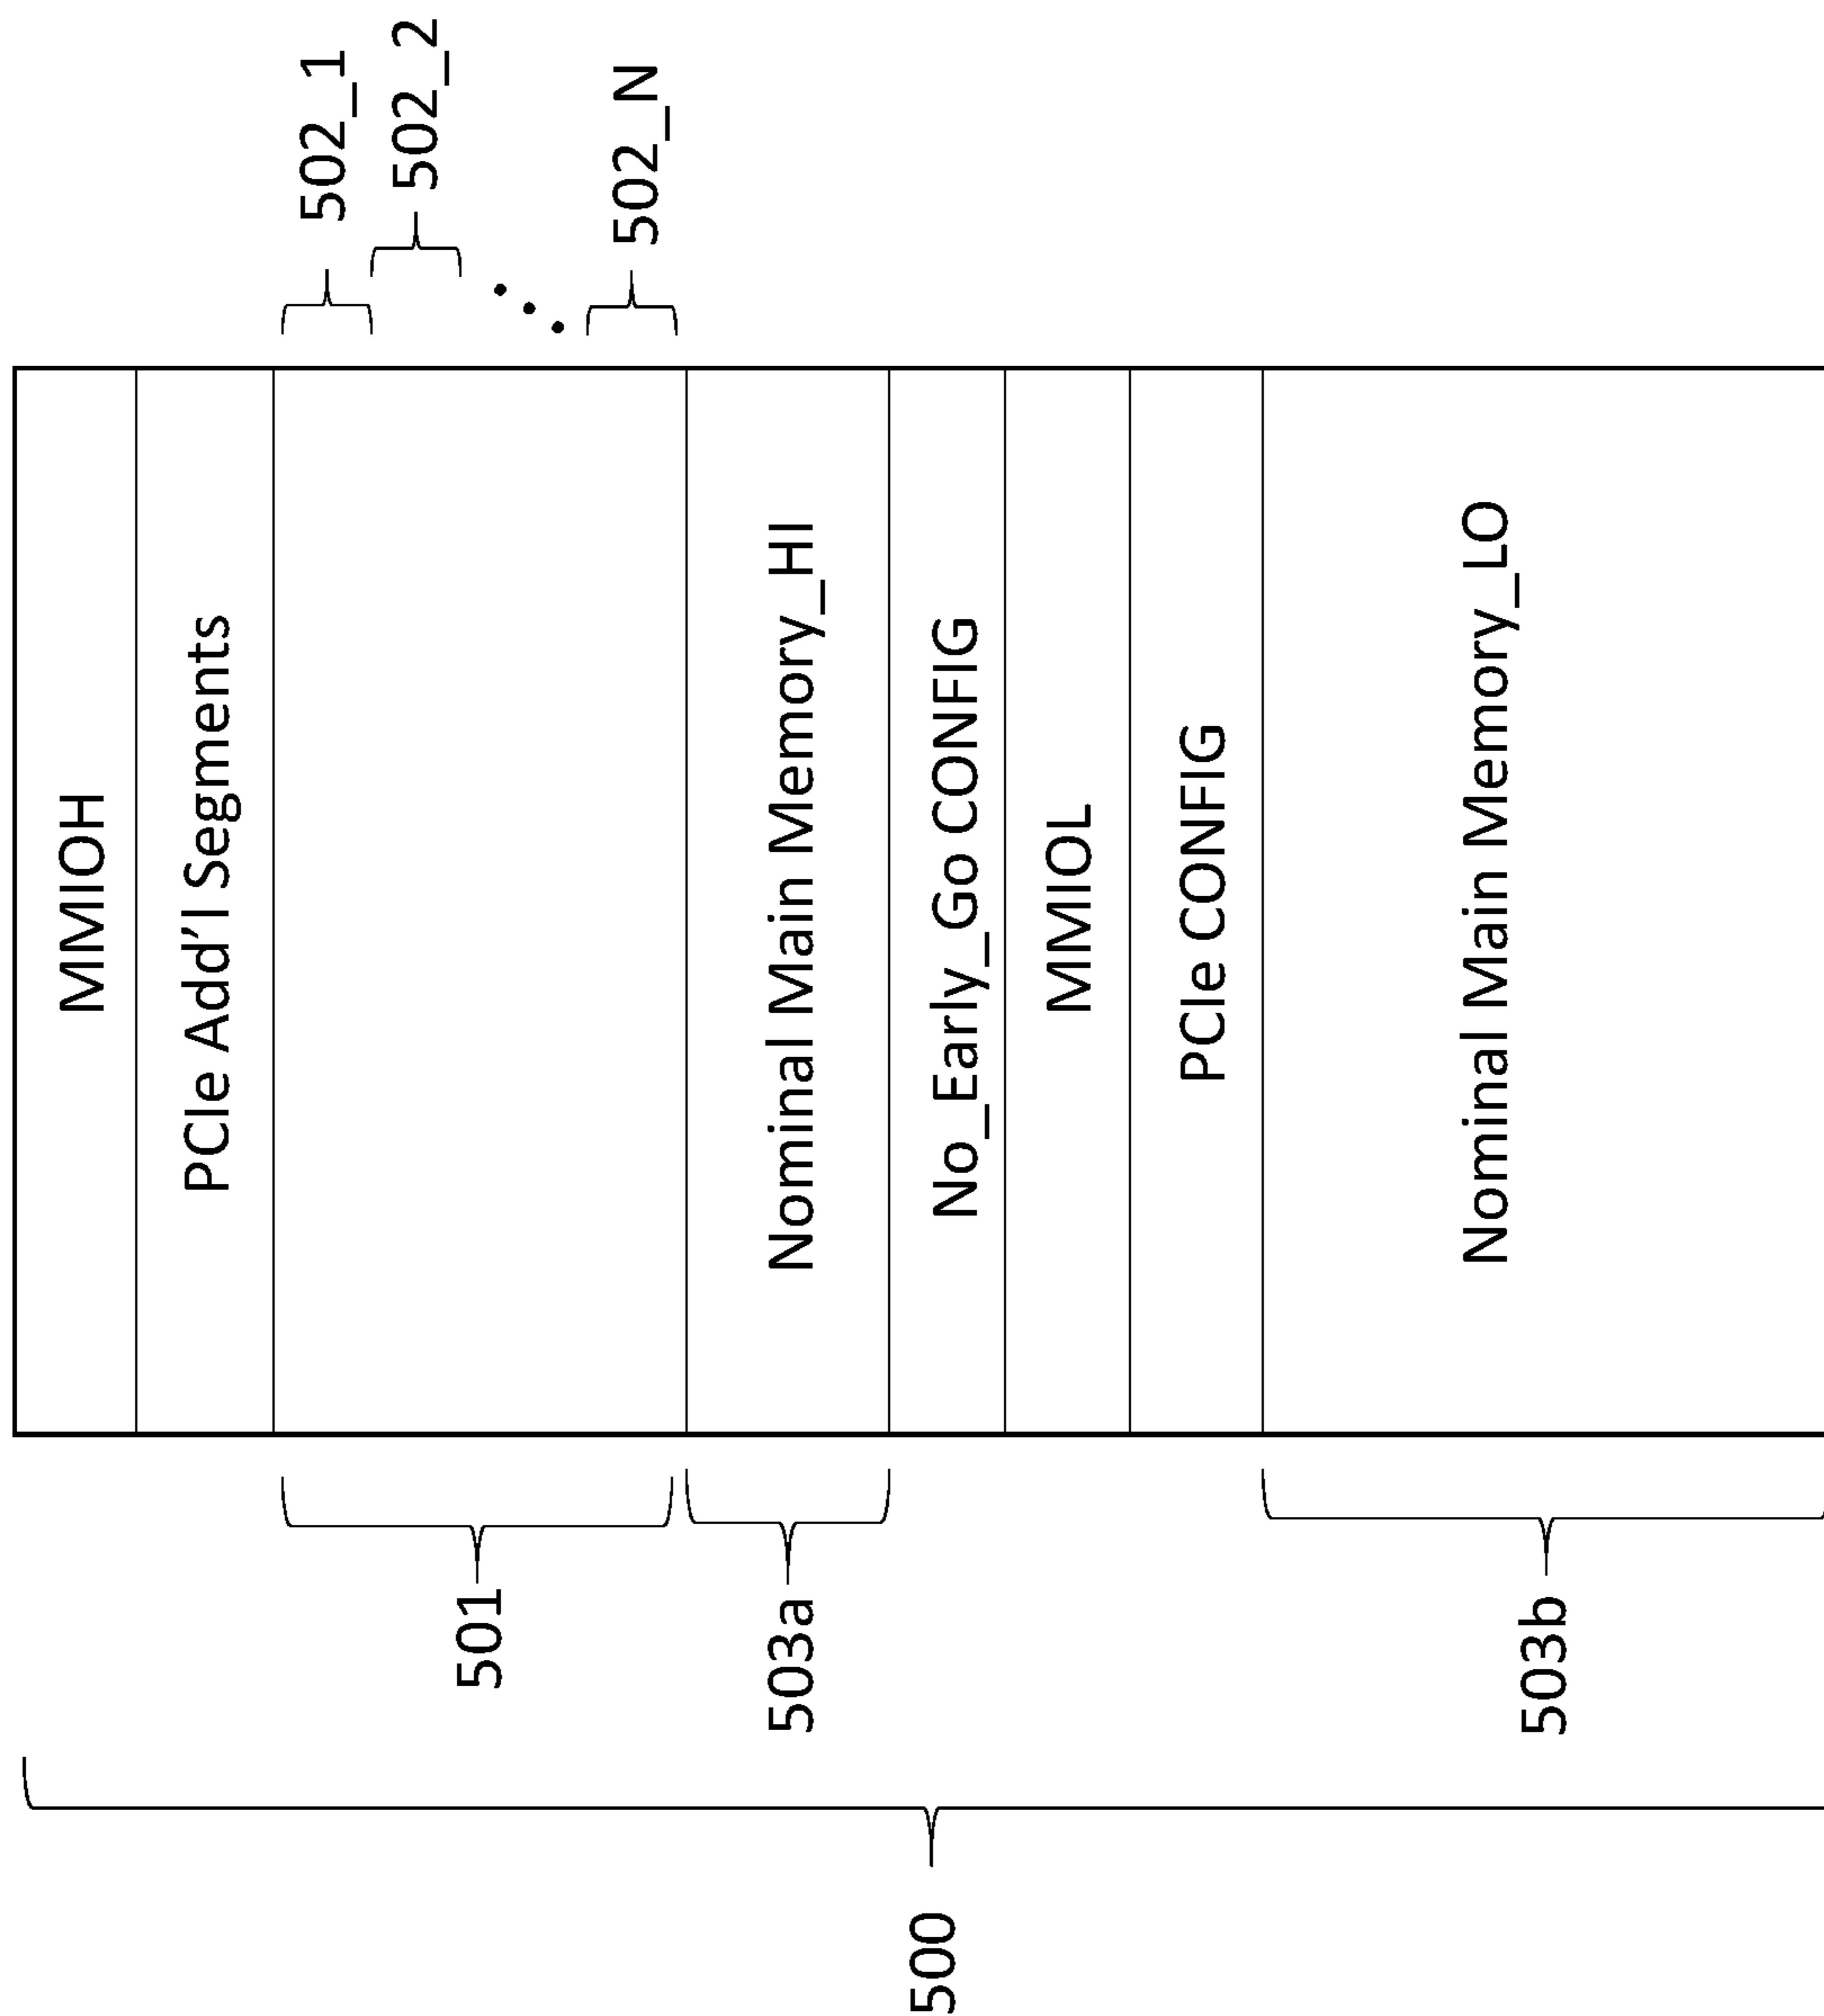 MMIOH
PCIe Add'l Segments
502_1
502_2
502_N
501
Nominal Main Memory_HI
503a
No_Early_Go CONFIG
MMIOL
PCIe CONFIG
Nominal Main Memory_LO
503b
500